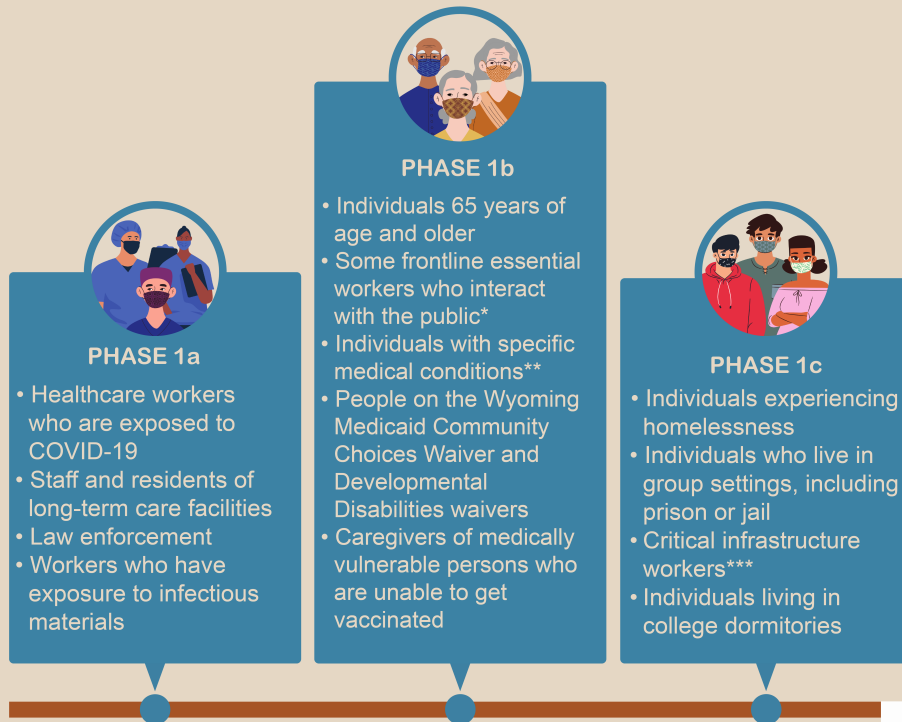 PHASE 1a
• Healthcare workers
who are exposed to
COVID-19
• Staff and residents of
long-term care facilities
• Law enforcement
• Workers who have
exposure to infectious
materials
PHASE 1b
• Individuals 65 years of
age and older
• Some frontline essential
workers who interact
with the public*
• Individuals with specific
medical conditions**
• People on the Wyoming
Medicaid Community
Choices Waiver and
Developmental
Disabilities waivers
• Caregivers of medically
vulnerable persons who
are unable to get
vaccinated
PHASE 1c
• Individuals experiencing
homelessness
• Individuals who live in
group settings, including
prison or jail
• Critical infrastructure
workers***
• Individuals living in
college dormitories